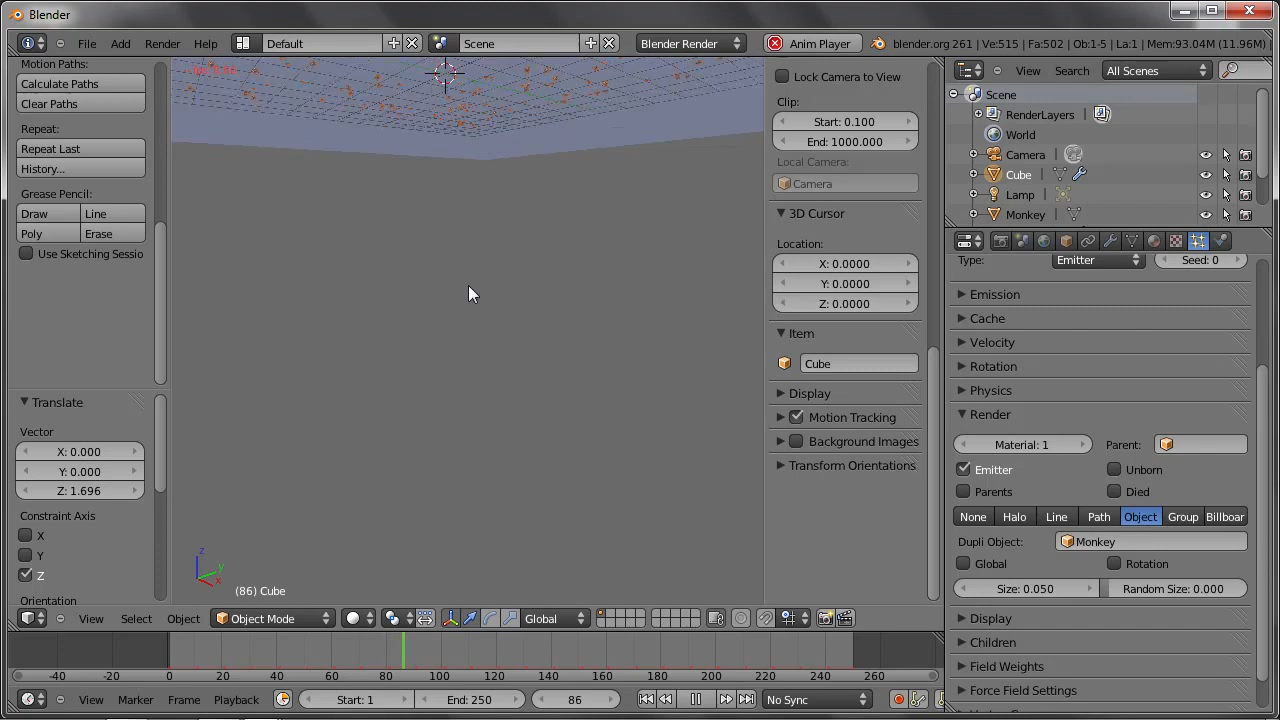 Blender
File Add Render Help Default Scene Blender Render Anim Player blender.org 261 | Ve:515 | Fa:502 | Ob:1-5 | La:1 | Mem:93.04M (11.96M)
Motion Paths:
Calculate Paths
Clear Paths
Repeat:
Repeat Last
History...
Grease Pencil:
Draw Line
Poly Erase
Use Sketching Sessio
Translate
Vector
X: 0.000
Y: 0.000
Z: 1.696
Constraint Axis
X
Y
Z
Orientation
z
y
x
(86) Cube
Lock Camera to View
Clip:
Start: 0.100
End: 1000.000
Local Camera:
Camera
3D Cursor
Location:
X: 0.0000
Y: 0.0000
Z: 0.0000
Item
Cube
Display
Motion Tracking
Background Images
Transform Orientations
View Search All Scenes
Scene
RenderLayers
World
Camera
Cube
Lamp
Monkey
Type: Emitter Seed: 0
Emission
Cache
Velocity
Rotation
Physics
Render
Material: 1 Parent:
Emitter Unborn
Parents Died
None Halo Line Path Object Group Billboar
Dupli Object: Monkey
Global Rotation
Size: 0.050 Random Size: 0.000
Display
Children
Field Weights
Force Field Settings
View Select Object Object Mode Global
-40 -20 0 20 40 60 80 100 120 140 160 180 200 220 240 260
View Marker Frame Playback Start: 1 End: 250 86 No Sync